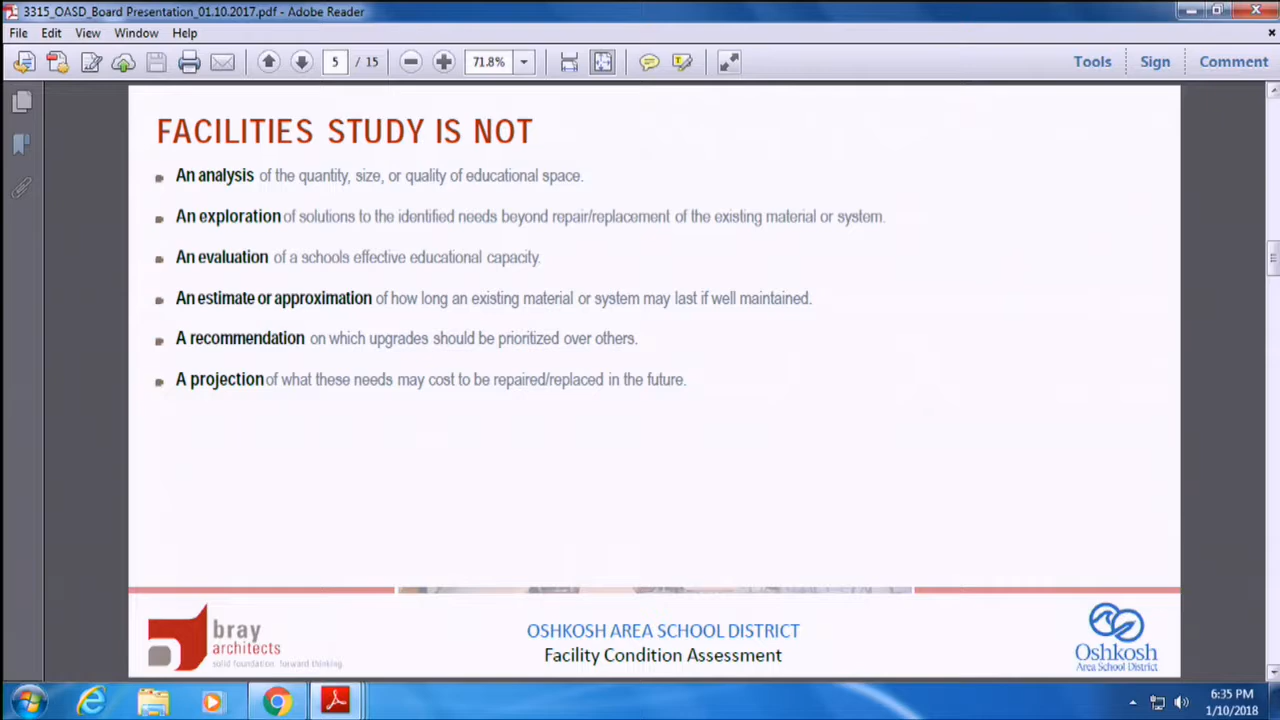 3315_OASD_Board Presentation_01.10.2017.pdf - Adobe Reader
File Edit View Window Help
5 / 15 71.8% Tools Sign Comment
FACILITIES STUDY IS NOT
An analysis of the quantity, size, or quality of educational space.
An exploration of solutions to the identified needs beyond repair/replacement of the existing material or system.
An evaluation of a schools effective educational capacity.
An estimate or approximation of how long an existing material or system may last if well maintained.
A recommendation on which upgrades should be prioritized over others.
A projection of what these needs may cost to be repaired/replaced in the future.
bray
architects
solid foundation. forward thinking.
OSHKOSH AREA SCHOOL DISTRICT
Facility Condition Assessment
Oshkosh
Area School District
6:35 PM
1/10/2018